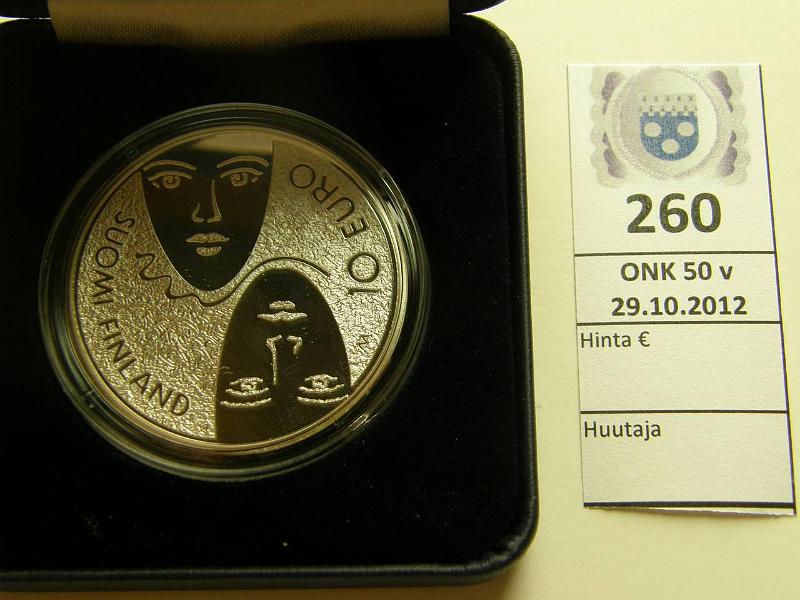 SUOMI FINLAND
10 EURO
M
260
ONK 50 v
29.10.2012
Hinta €
Huutaja